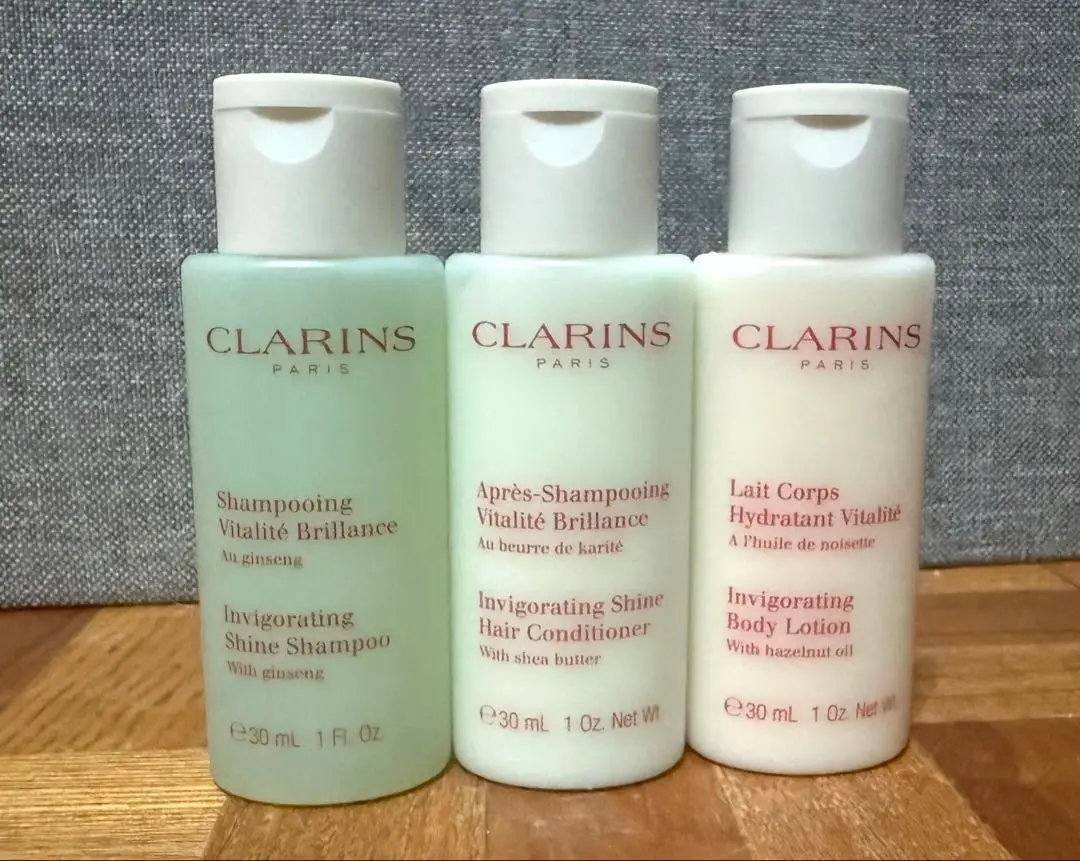 CLARINS
PARIS
Shampooing
Vitalité Brillance
Au ginseng
Invigorating
Shine Shampoo
With ginseng
℮30 mL 1 Fl. Oz.
CLARINS
PARIS
Après-Shampooing
Vitalité Brillance
Au beurre de karité
Invigorating Shine
Hair Conditioner
With shea butter
℮30 mL 1 Oz. Net Wt.
CLARINS
PARIS
Lait Corps
Hydratant Vitalité
A l'huile de noisette
Invigorating
Body Lotion
With hazelnut oil
℮30 mL 1 Oz. Net Wt.